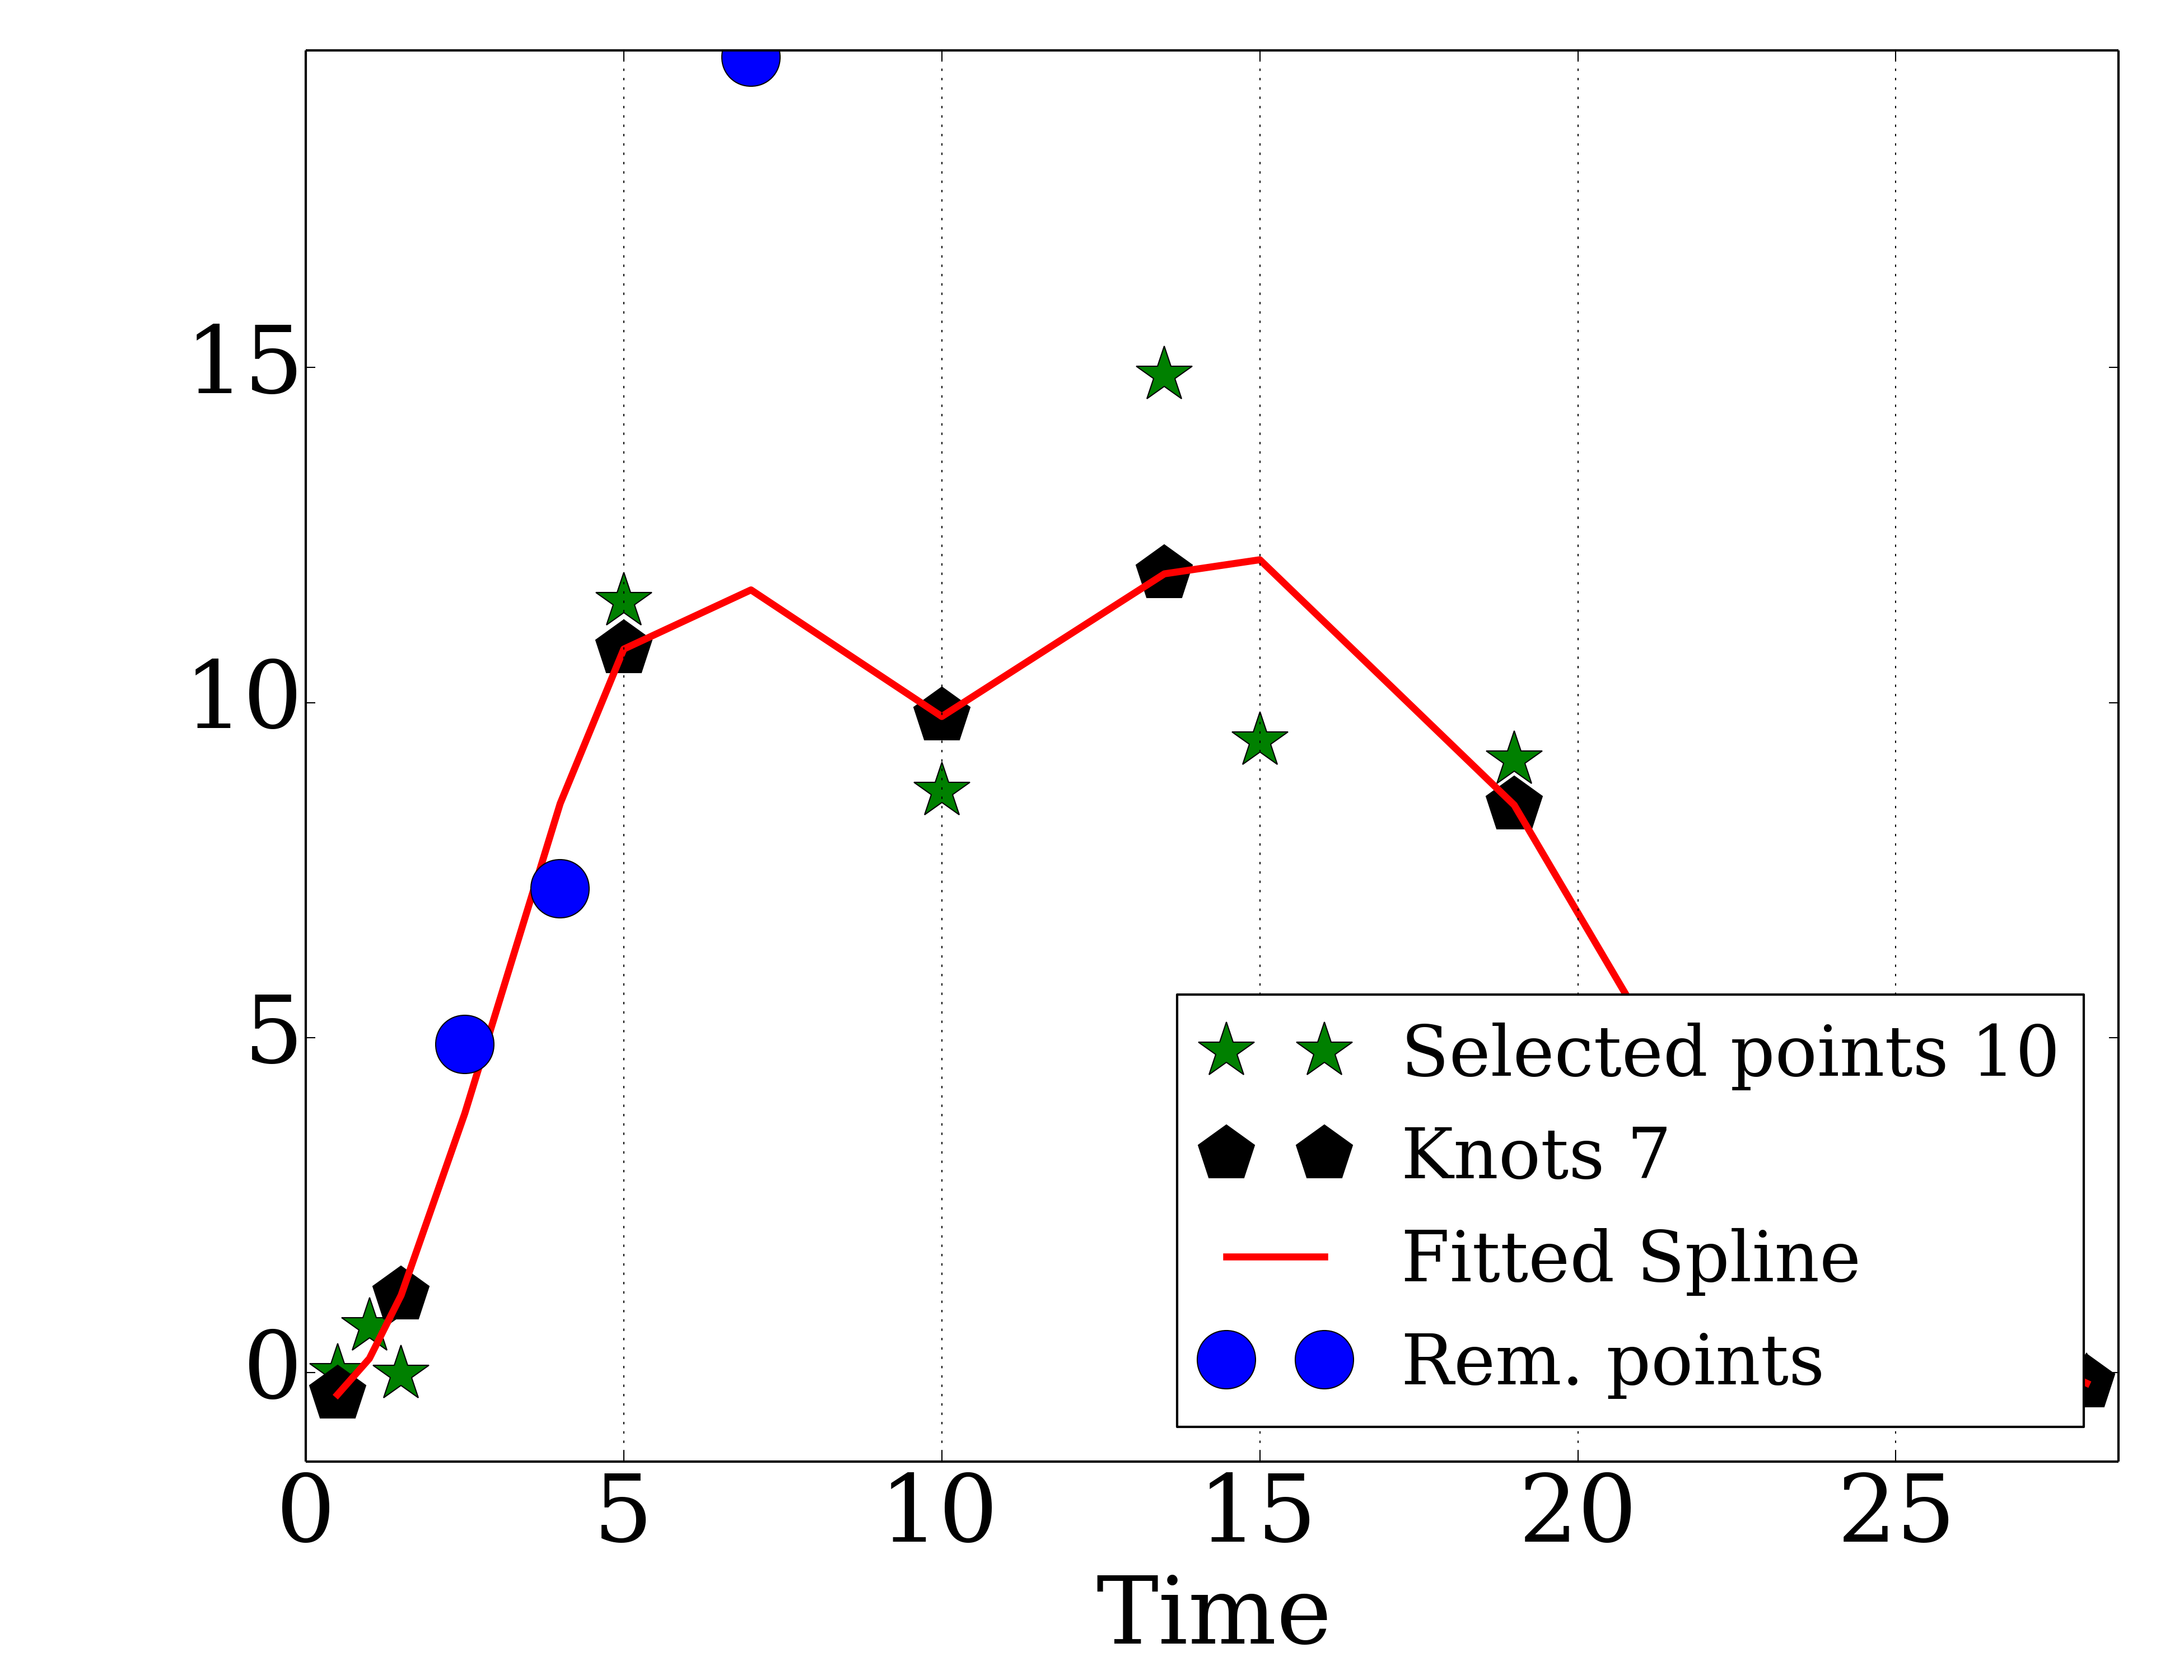 15
10
5
0
Selected points 10
Knots 7
Fitted Spline
Rem. points
0 5 10 15 20 25
Time